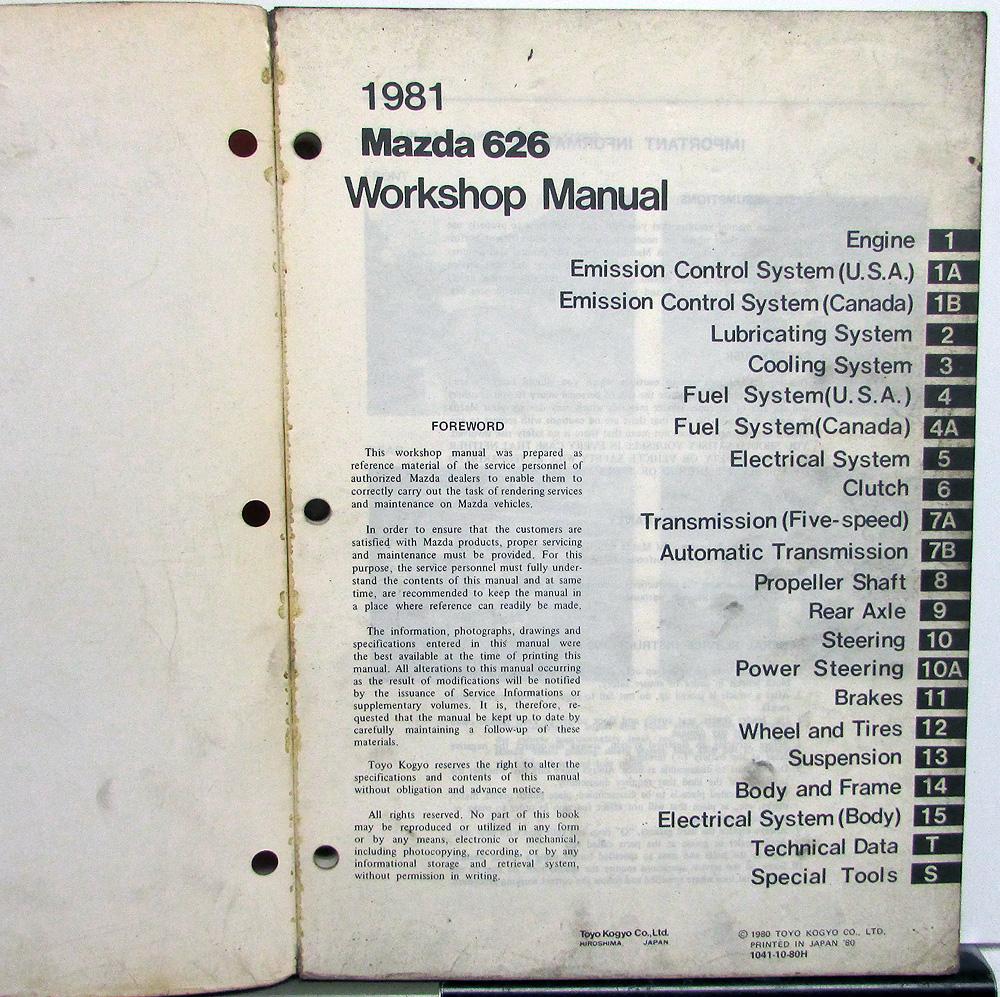 1981
Mazda 626
Workshop Manual
Engine 1
Emission Control System (U.S.A.) 1A
Emission Control System (Canada) 1B
Lubricating System 2
Cooling System 3
Fuel System(U.S.A.) 4
Fuel System(Canada) 4A
Electrical System 5
Clutch 6
Transmission (Five-speed) 7A
Automatic Transmission 7B
Propeller Shaft 8
Rear Axle 9
Steering 10
Power Steering 10A
Brakes 11
Wheel and Tires 12
Suspension 13
Body and Frame 14
Electrical System (Body) 15
Technical Data T
Special Tools S
FOREWORD
This workshop manual was prepared as
reference material of the service personnel of
authorized Mazda dealers to enable them to
correctly carry out the task of rendering services
and maintenance on Mazda vehicles.
In order to ensure that the customers are
satisfied with Mazda products, proper servicing
and maintenance must be provided. For this
purpose, the service personnel must fully under-
stand the contents of this manual and at same
time, are recommended to keep the manual in
a place where reference can readily be made.
The information, photographs, drawings and
specifications entered in this manual were
the best available at the time of printing this
manual. All alterations to this manual occurring
as the result of modifications will be notified
by the issuance of Service Informations or
supplementary volumes. It is, therefore, re-
quested that the manual be kept up to date by
carefully maintaining a follow-up of these
materials.
Toyo Kogyo reserves the right to alter the
specifications and contents of this manual
without obligation and advance notice.
All rights reserved. No part of this book
may be reproduced or utilized in any form
or by any means, electronic or mechanical,
including photocopying, recording, or by any
informational storage and retrieval system,
without permission in writing.
Toyo Kogyo Co.,Ltd.
HIROSHIMA JAPAN
© 1980 TOYO KOGYO CO., LTD.
PRINTED IN JAPAN '80
1041-10-80H